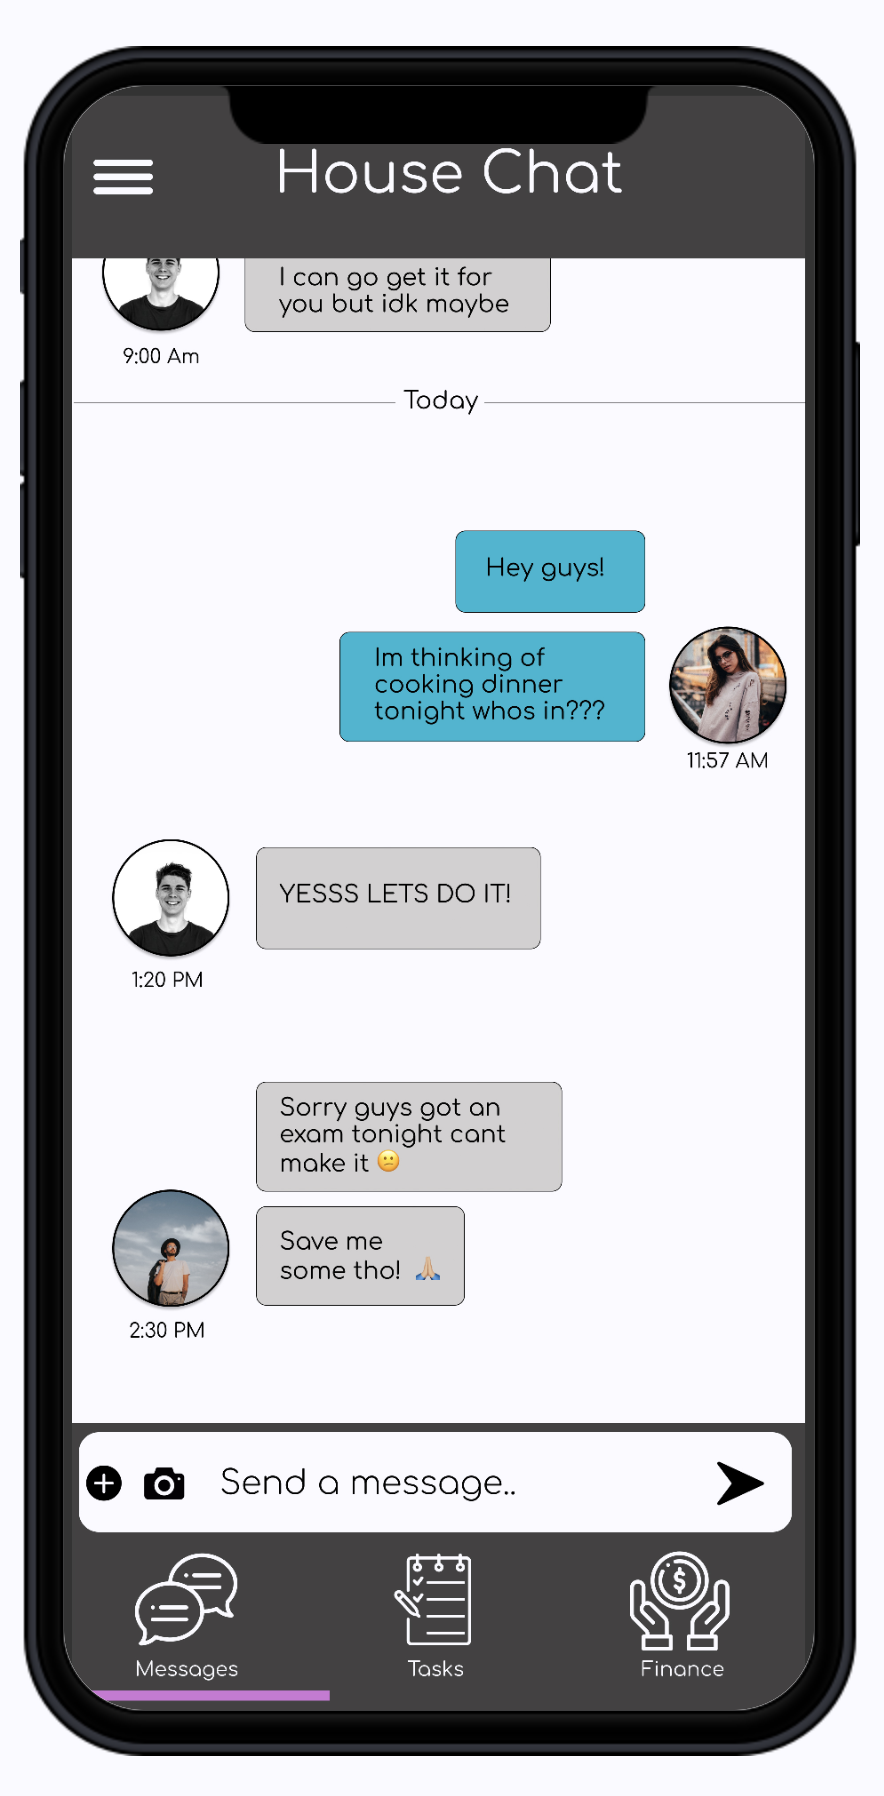 House Chat
I can go get it for
you but idk maybe
9:00 Am
Today
Hey guys!
Im thinking of
cooking dinner
tonight whos in???
11:57 AM
YESSS LETS DO IT!
1:20 PM
Sorry guys got an
exam tonight cant
make it 😕
Save me
some tho! 🙏🏼
2:30 PM
Send a message..
Messages
Tasks
Finance